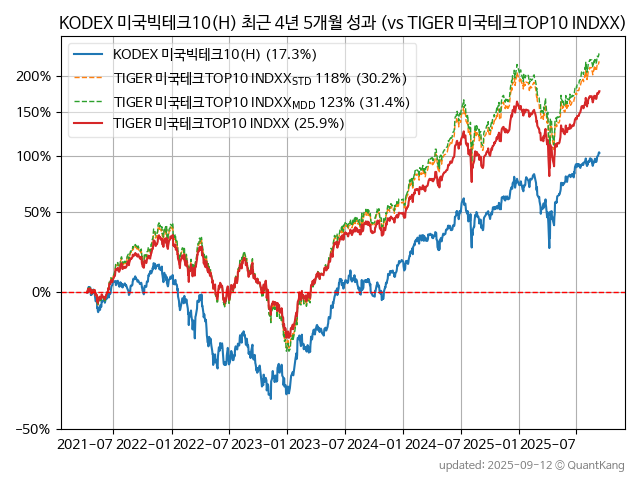 KODEX 미국빅테크10(H) 최근 4년 5개월 성과 (vs TIGER 미국테크TOP10 INDXX)
KODEX 미국빅테크10(H) (17.3%)
TIGER 미국테크TOP10 INDXX STD 118% (30.2%)
TIGER 미국테크TOP10 INDXX MDD 123% (31.4%)
TIGER 미국테크TOP10 INDXX (25.9%)
200%
150%
100%
50%
0%
−50%
2021-07 2022-01 2022-07 2023-01 2023-07 2024-01 2024-07 2025-01 2025-07
updated: 2025-09-12 © QuantKang